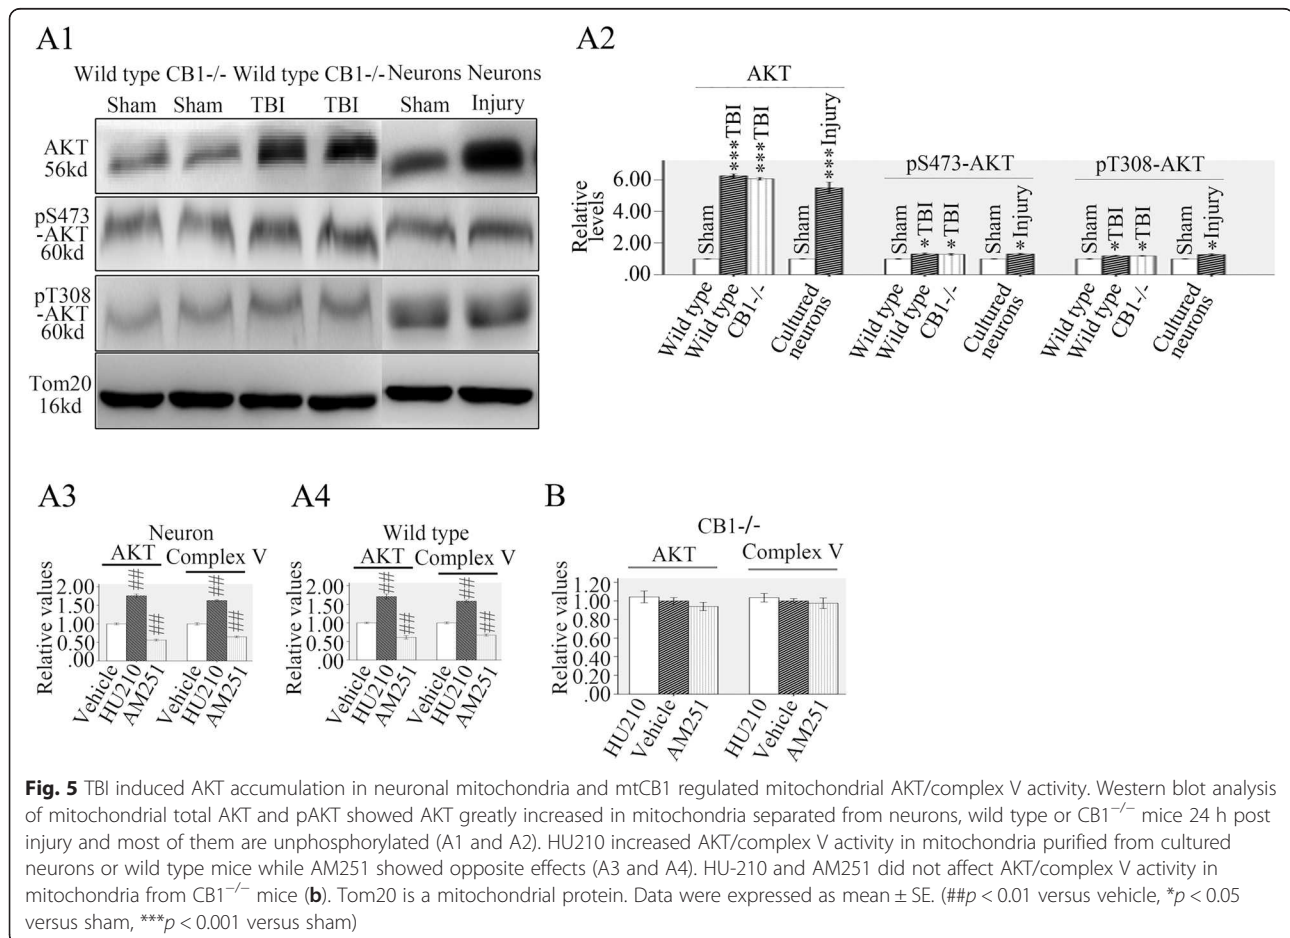 A1
Wild type CB1-/- Wild type CB1-/- Neurons Neurons
Sham Sham TBI TBI Sham Injury
AKT
56kd
pS473
-AKT
60kd
pT308
-AKT
60kd
Tom20
16kd
A2
AKT
pS473-AKT
pT308-AKT
Relative
levels
6.00
4.00
2.00
.00
Sham
***TBI
***TBI
Sham
***Injury
Sham
*TBI
*TBI
Sham
*Injury
Sham
*TBI
*TBI
Sham
*Injury
Wild type
Wild type
CB1-/-
Cultured
neurons
Wild type
Wild type
CB1-/-
Cultured
neurons
Wild type
Wild type
CB1-/-
Cultured
neurons
A3
Neuron
AKT Complex V
Relative values
2.00
1.50
1.00
0.50
.00
##
##
##
##
Vehicle
HU210
AM251
Vehicle
HU210
AM251
A4
Wild type
AKT Complex V
Relative values
2.00
1.50
1.00
0.50
.00
##
##
##
##
Vehicle
HU210
AM251
Vehicle
HU210
AM251
B
CB1-/-
AKT Complex V
Relative values
1.20
1.00
0.80
0.60
0.40
0.20
.00
HU210
Vehicle
AM251
HU210
Vehicle
AM251
Fig. 5 TBI induced AKT accumulation in neuronal mitochondria and mtCB1 regulated mitochondrial AKT/complex V activity. Western blot analysis
of mitochondrial total AKT and pAKT showed AKT greatly increased in mitochondria separated from neurons, wild type or CB1−/− mice 24 h post
injury and most of them are unphosphorylated (A1 and A2). HU210 increased AKT/complex V activity in mitochondria purified from cultured
neurons or wild type mice while AM251 showed opposite effects (A3 and A4). HU-210 and AM251 did not affect AKT/complex V activity in
mitochondria from CB1−/− mice (b). Tom20 is a mitochondrial protein. Data were expressed as mean ± SE. (##p < 0.01 versus vehicle, *p < 0.05
versus sham, ***p < 0.001 versus sham)